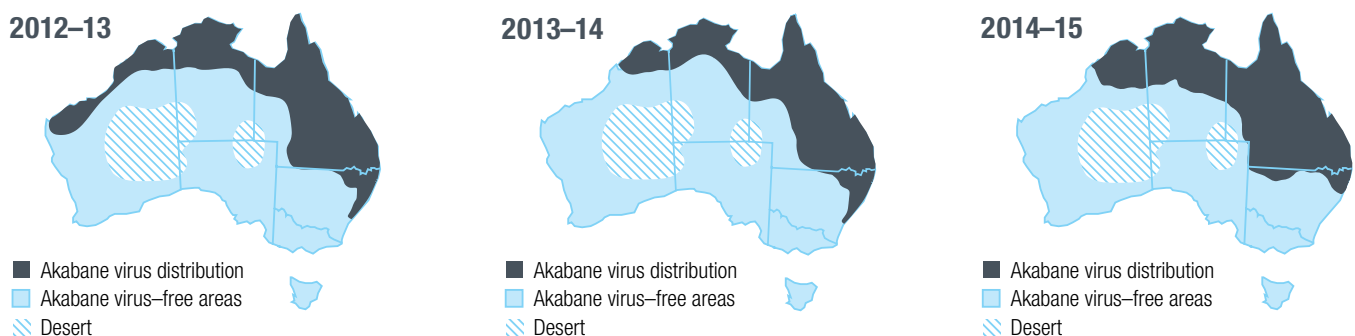 2012–13
Akabane virus distribution
Akabane virus–free areas
Desert
2013–14
Akabane virus distribution
Akabane virus–free areas
Desert
2014–15
Akabane virus distribution
Akabane virus–free areas
Desert